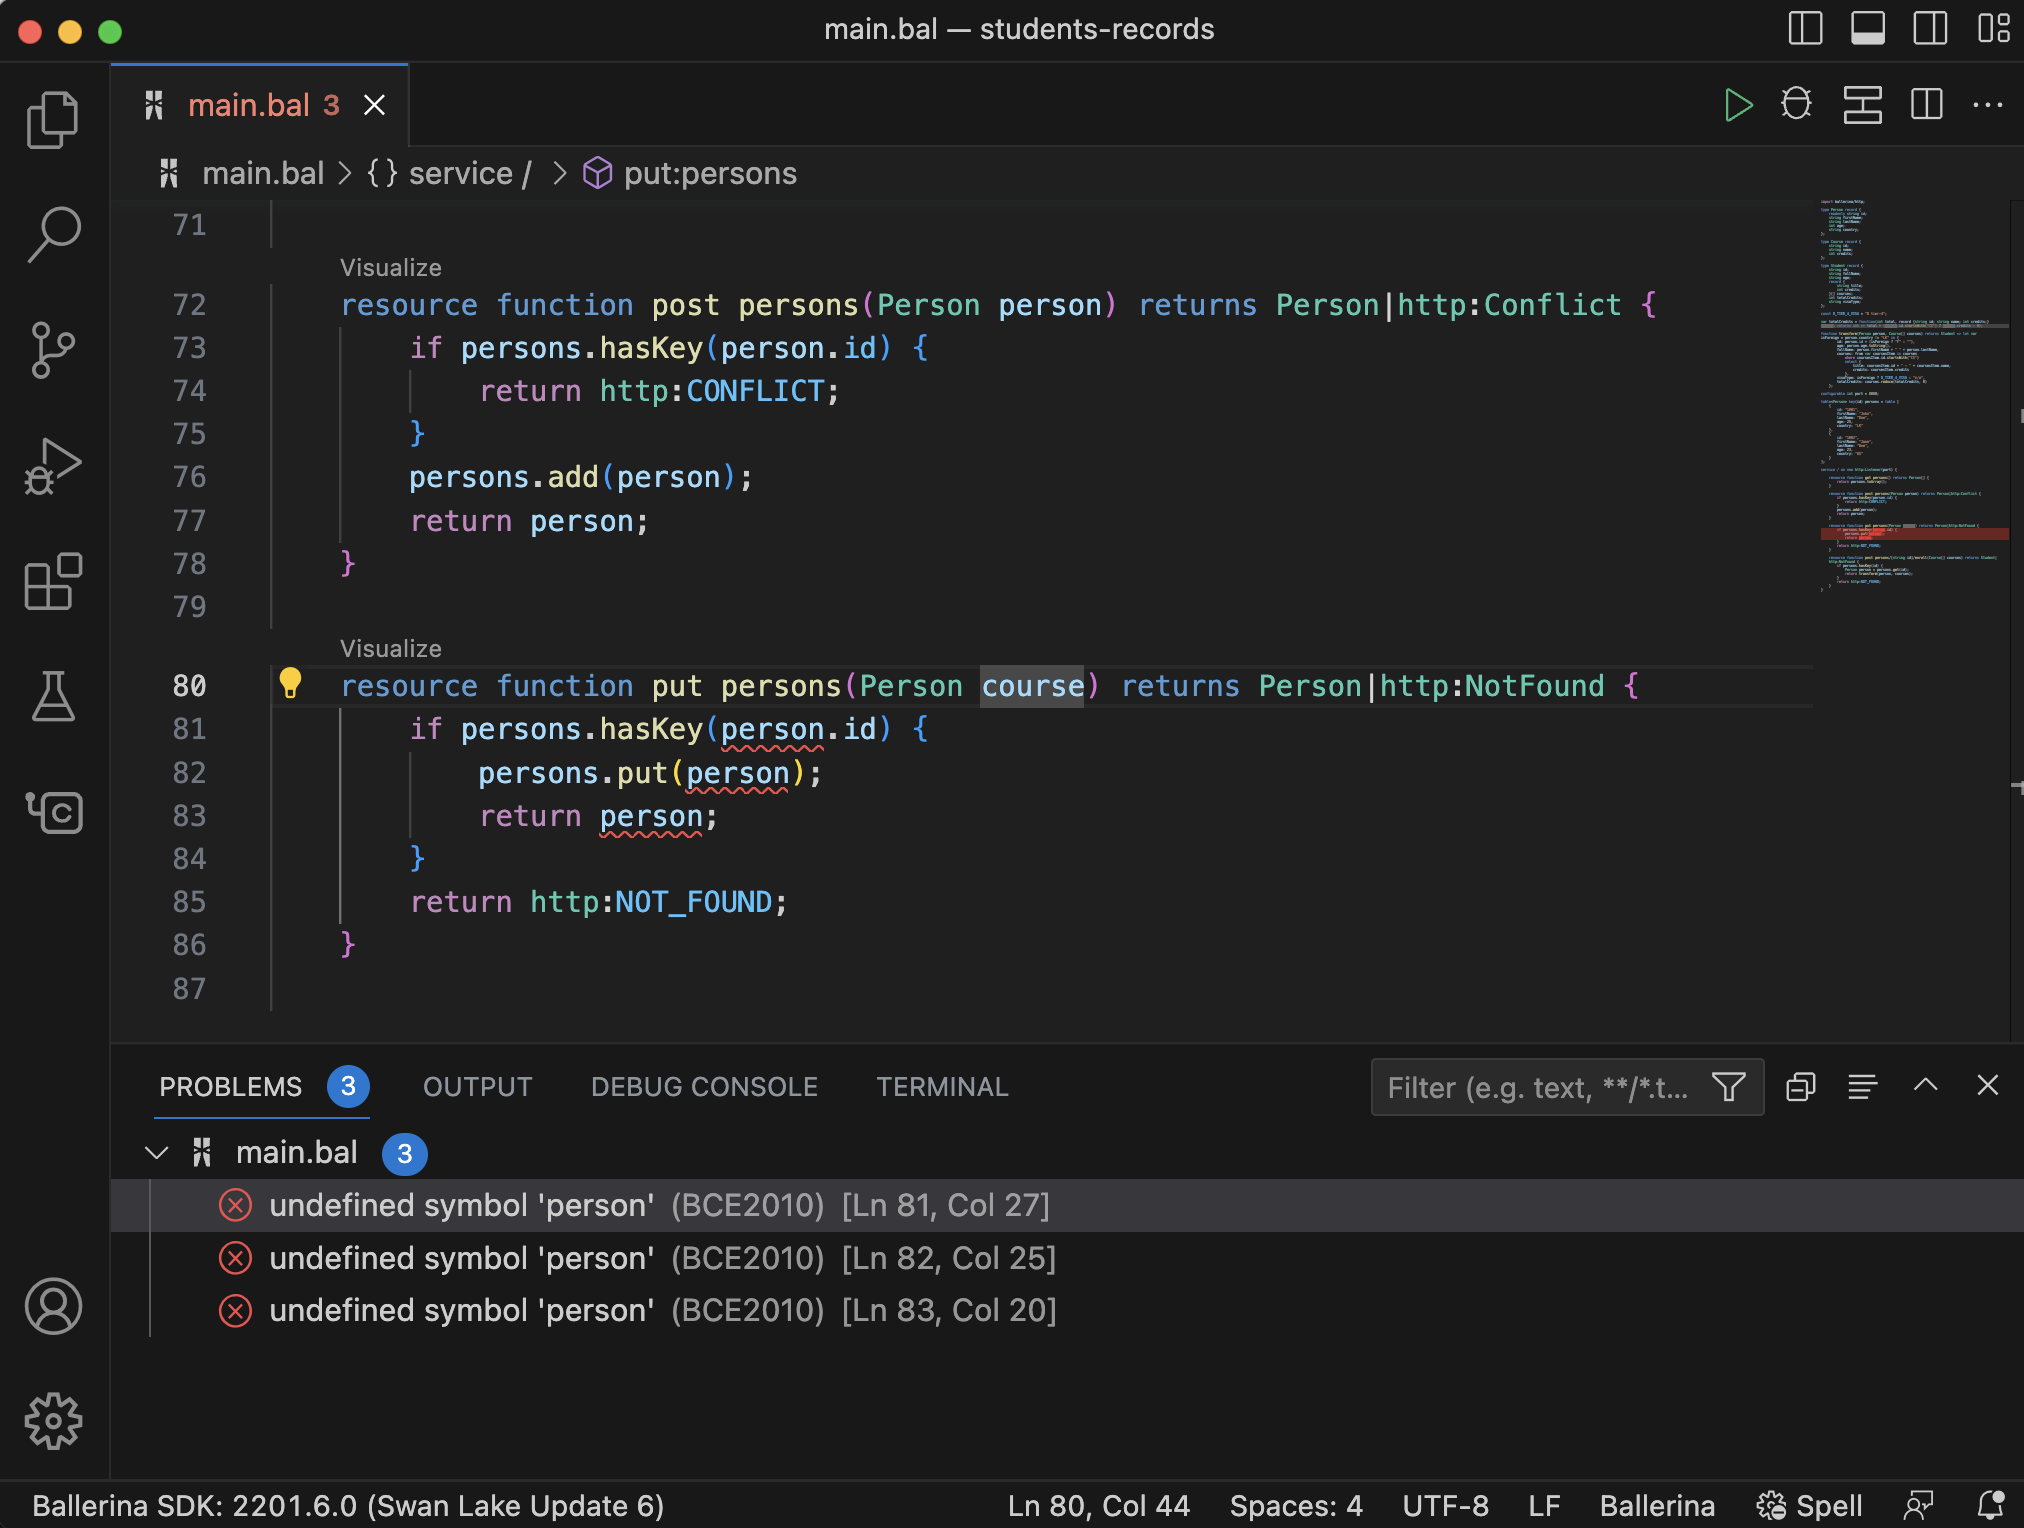 main.bal — students-records
main.bal 3
main.bal > {} service / > put:persons
71
Visualize
72 resource function post persons(Person person) returns Person|http:Conflict {
73 if persons.hasKey(person.id) {
74 return http:CONFLICT;
75 }
76 persons.add(person);
77 return person;
78 }
79
Visualize
80 resource function put persons(Person course) returns Person|http:NotFound {
81 if persons.hasKey(person.id) {
82 persons.put(person);
83 return person;
84 }
85 return http:NOT_FOUND;
86 }
87
PROBLEMS 3 OUTPUT DEBUG CONSOLE TERMINAL Filter (e.g. text, **/*.t...
main.bal 3
undefined symbol 'person' (BCE2010) [Ln 81, Col 27]
undefined symbol 'person' (BCE2010) [Ln 82, Col 25]
undefined symbol 'person' (BCE2010) [Ln 83, Col 20]
Ballerina SDK: 2201.6.0 (Swan Lake Update 6) Ln 80, Col 44 Spaces: 4 UTF-8 LF Ballerina Spell